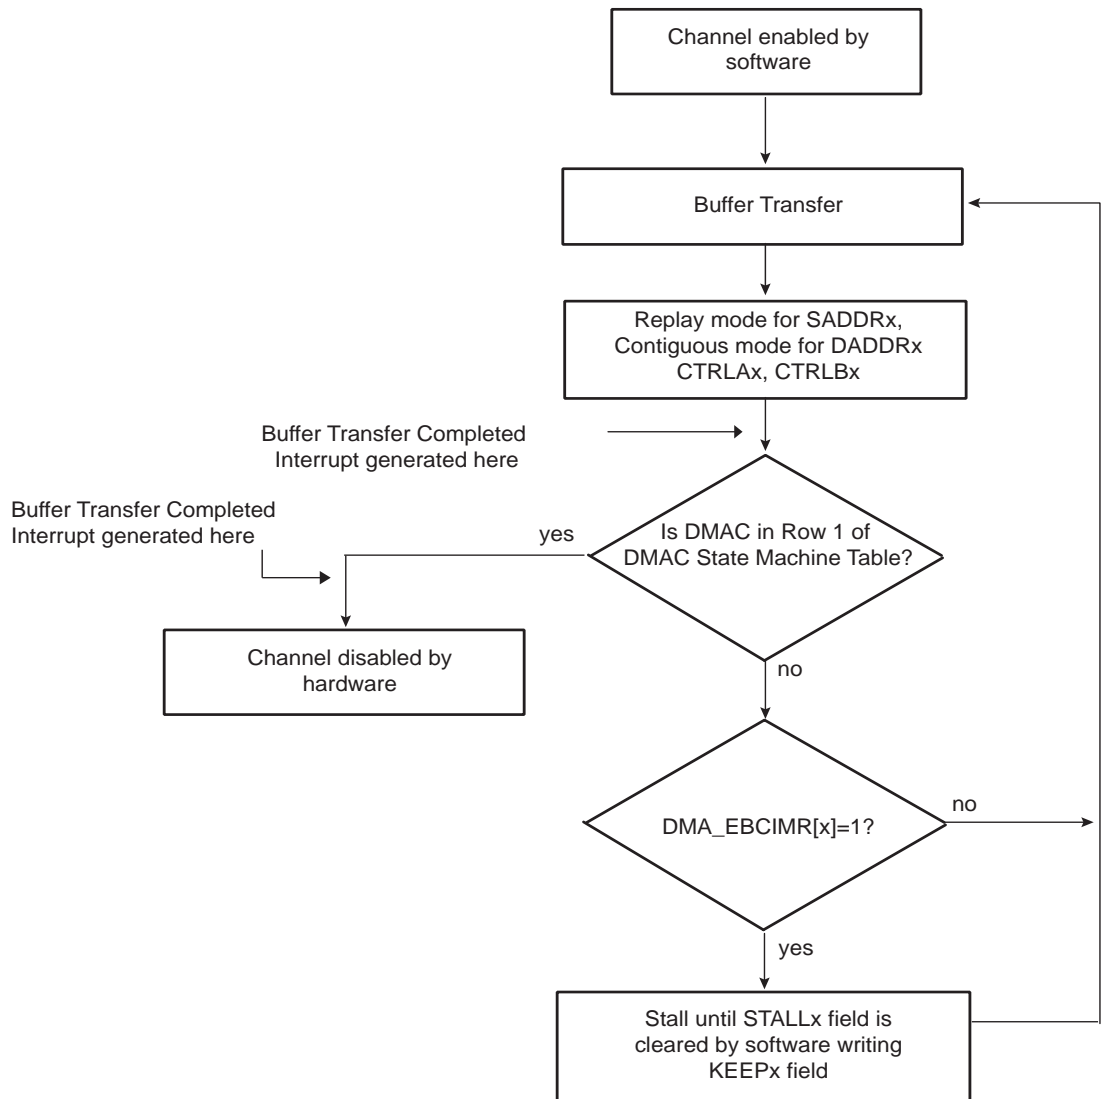 Channel enabled by
software
Buffer Transfer
Replay mode for SADDRx,
Contiguous mode for DADDRx
CTRLAx, CTRLBx
Buffer Transfer Completed
Interrupt generated here
Buffer Transfer Completed
Interrupt generated here
yes
Is DMAC in Row 1 of
DMAC State Machine Table?
Channel disabled by
hardware
no
DMA_EBCIMR[x]=1?
no
yes
Stall until STALLx field is
cleared by software writing
KEEPx field